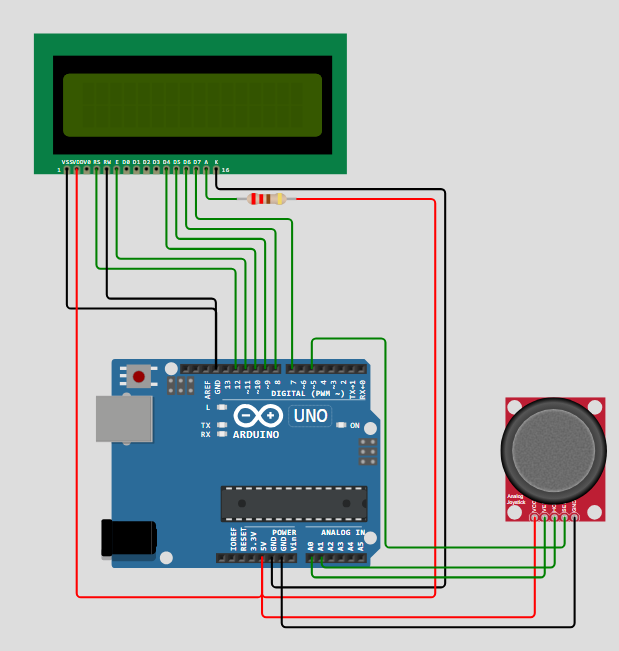 VSS VDD V0 RS RW E D0 D1 D2 D3 D4 D5 D6 D7 A K
1 16
AREF GND 13 12 ~11 ~10 ~9 8 7 ~6 ~5 4 ~3 2 TX→1 RX←0
DIGITAL (PWM ~)
L
UNO
TX
RX
ON
ARDUINO
Analog
Joystick
VCC VERT HORZ SEL GND
POWER ANALOG IN
IOREF RESET 3.3V 5V GND GND Vin A0 A1 A2 A3 A4 A5